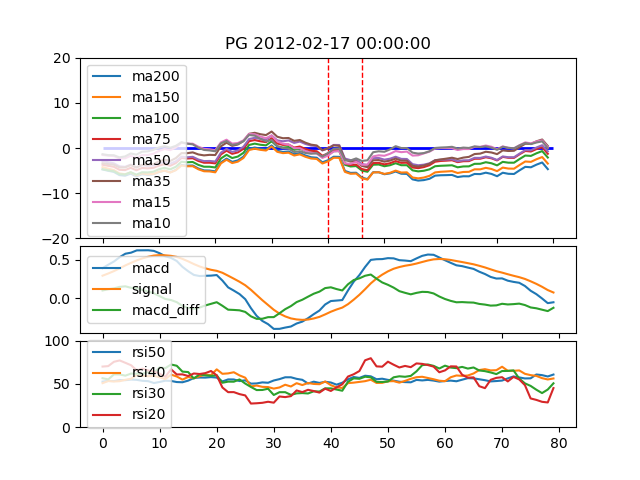 PG 2012-02-17 00:00:00
20
10
0
−10
−20
ma200
ma150
ma100
ma75
ma50
ma35
ma15
ma10
0.5
0.0
macd
signal
macd_diff
100
50
0
rsi50
rsi40
rsi30
rsi20
0 10 20 30 40 50 60 70 80